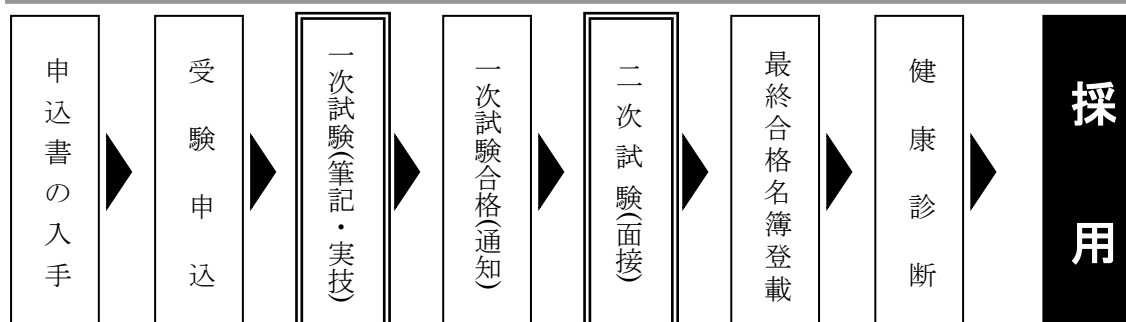 申込書の入手
受験申込
一次試験(筆記・実技)
一次試験合格(通知)
二次試験(面接)
最終合格名簿登載
健康診断
採用